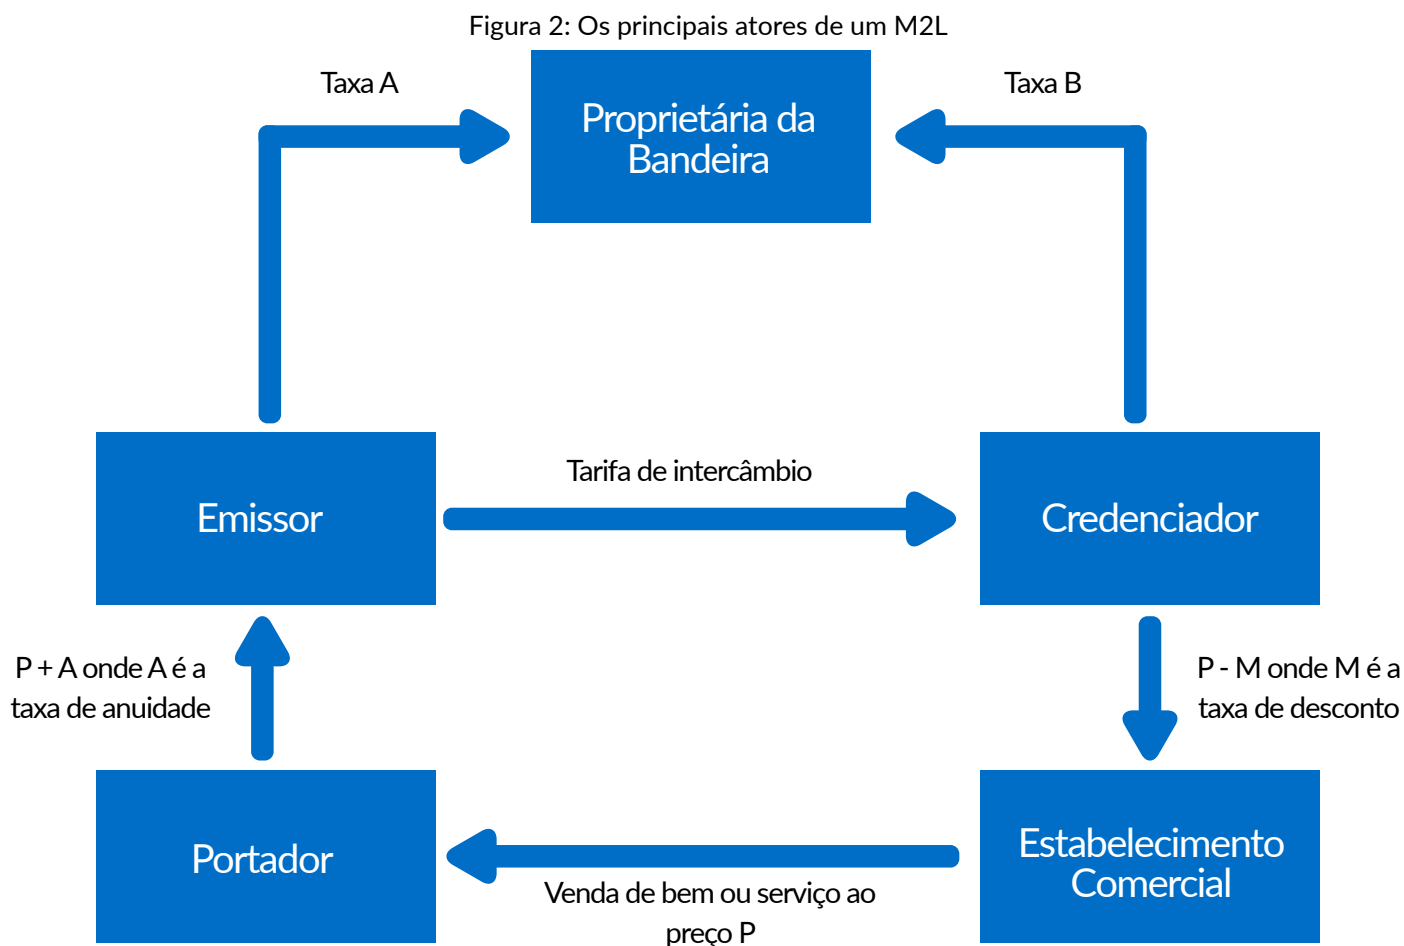 Figura 2: Os principais atores de um M2L
Taxa A
Taxa B
Proprietária da
Bandeira
Tarifa de intercâmbio
Emissor
Credenciador
P + A onde A é a
taxa de anuidade
P - M onde M é a
taxa de desconto
Portador
Estabelecimento
Comercial
Venda de bem ou serviço ao
preço P